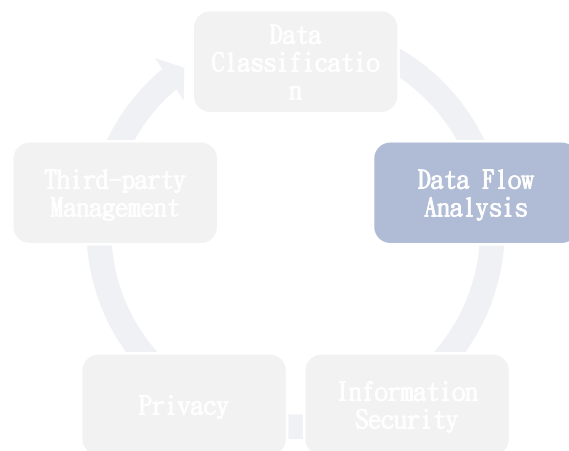 Data
Classificatio
n
Third-party
Management
Data Flow
Analysis
Privacy
Information
Security